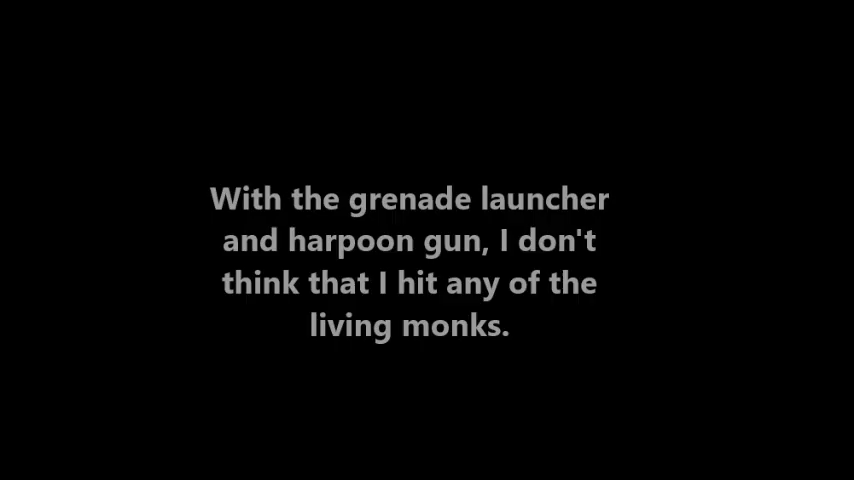 With the grenade launcher
and harpoon gun, I don't
think that I hit any of the
living monks.